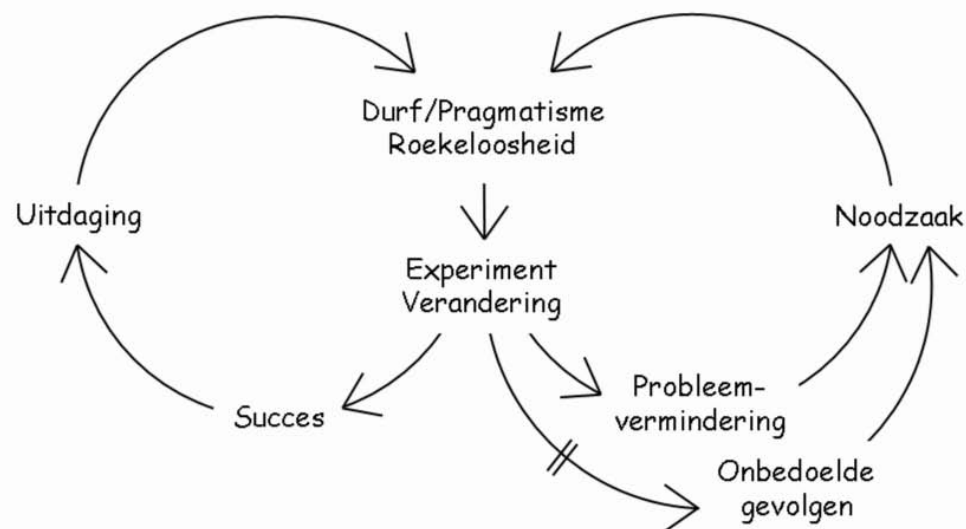 Durf/Pragmatisme
Roekeloosheid
Uitdaging
Noodzaak
Experiment
Verandering
Succes
Probleem-
vermindering
Onbedoelde
gevolgen